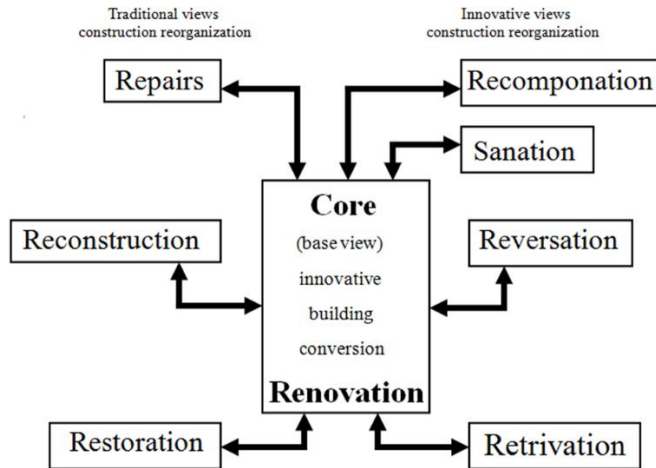 Traditional views
construction reorganization
Innovative views
construction reorganization
Repairs
Recomponation
Sanation
Core
(base view)
innovative
building
conversion
Renovation
Reconstruction
Reversation
Restoration
Retrivation